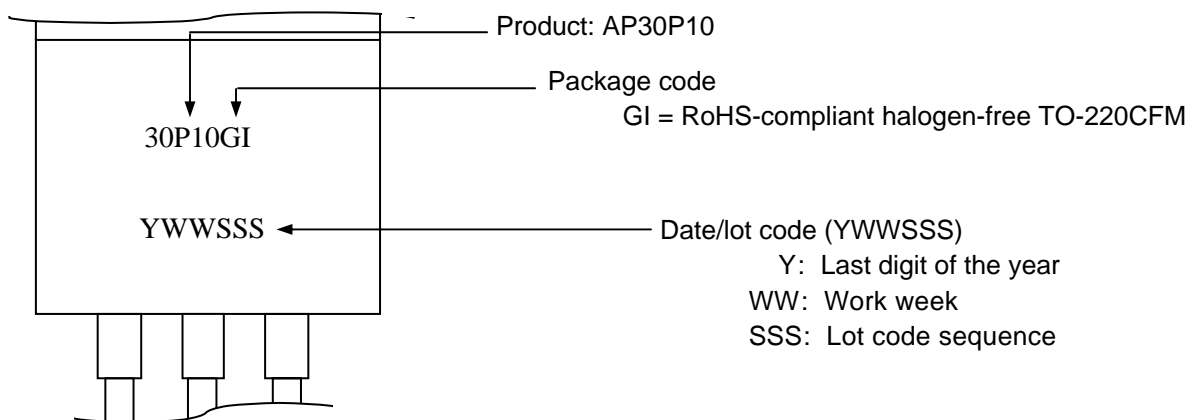 Product: AP30P10
Package code
GI = RoHS-compliant halogen-free TO-220CFM
30P10GI
YWWSSS
Date/lot code (YWWSSS)
Y: Last digit of the year
WW: Work week
SSS: Lot code sequence